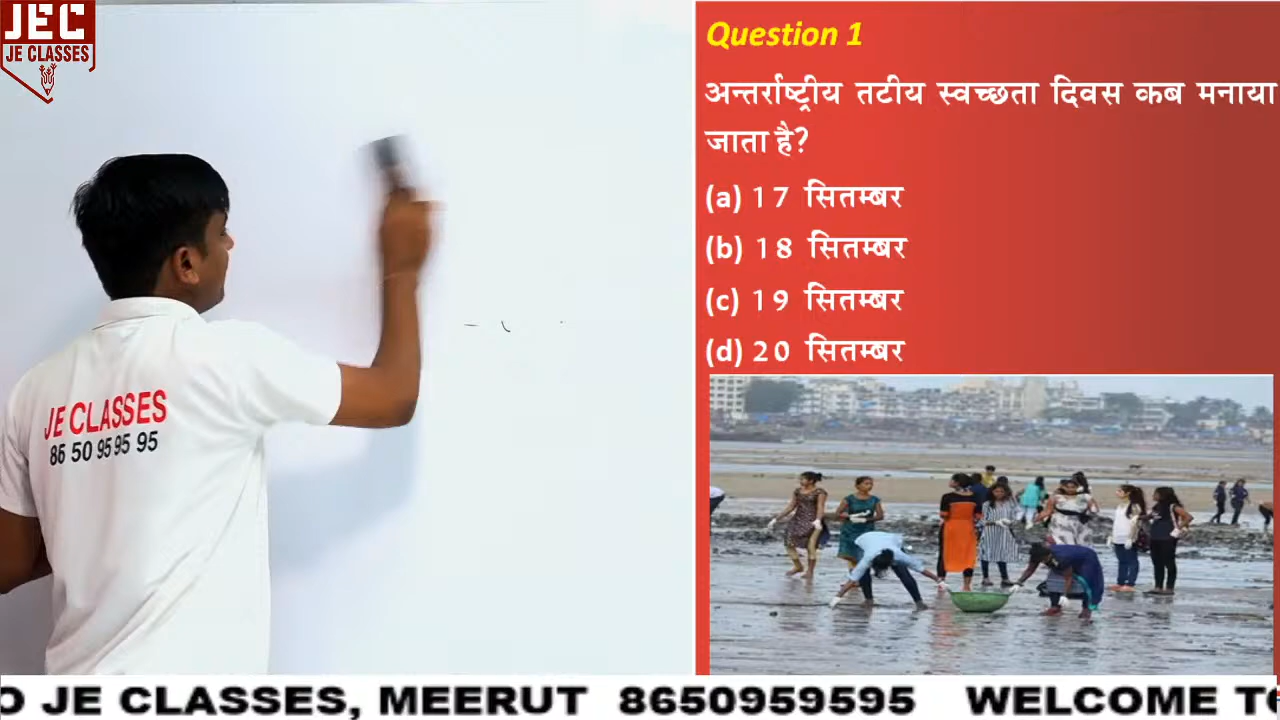 JEC
JE CLASSES
Question 1
अन्तर्राष्ट्रीय तटीय स्वच्छता दिवस कब मनाया
जाता है?
(a) 17 सितम्बर
(b) 18 सितम्बर
(c) 19 सितम्बर
(d) 20 सितम्बर
JE CLASSES
86 50 95 95 95
O JE CLASSES, MEERUT 8650959595 WELCOME TO